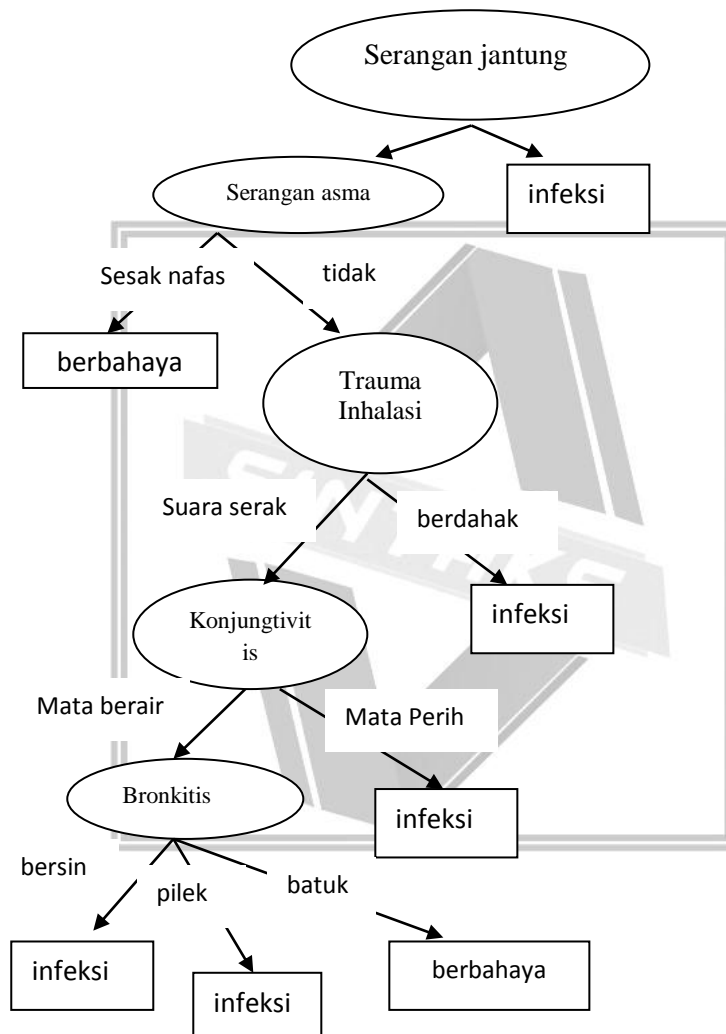 Serangan jantung
Serangan asma
infeksi
Sesak nafas
tidak
berbahaya
Trauma
Inhalasi
Suara serak
berdahak
Konjungtivit
is
infeksi
Mata berair
Mata Perih
Bronkitis
infeksi
bersin
pilek
batuk
infeksi
infeksi
berbahaya